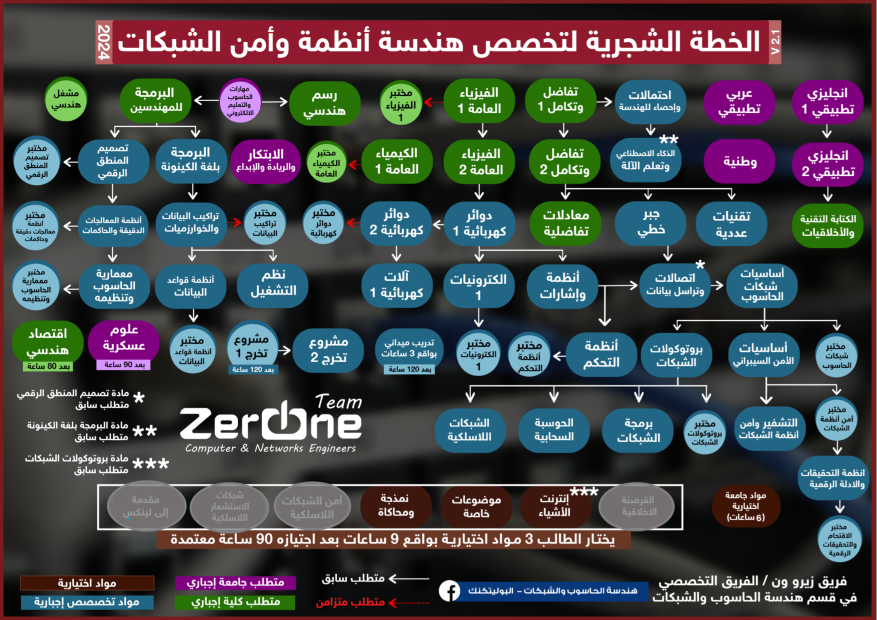 الخطة الشجرية لتخصص هندسة أنظمة وأمن الشبكات
2024
V 2.1
انجليزي
تطبيقي 1
عربي
تطبيقي
احتمالات
وإحصاء للهندسة
تفاضل
وتكامل 1
الفيزياء
العامة 1
مختبر
الفيزياء
1
رسم
هندسي
مهارات
الحاسوب
والتعليم
الالكتروني
البرمجة
للمهندسين
مشغل
هندسي
انجليزي
تطبيقي 2
وطنية
**
الذكاء الاصطناعي
وتعلم الآلة
تفاضل
وتكامل 2
الفيزياء
العامة 2
الكيمياء
العامة 1
مختبر
الكيمياء
العامة
الابتكار
والريادة والإبداع
البرمجة
بلغة الكينونة
تصميم
المنطق
الرقمي
مختبر
تصميم
المنطق
الرقمي
الكتابة التقنية
والأخلاقيات
تقنيات
عددية
جبر
خطي
معادلات
تفاضلية
دوائر
كهربائية 1
دوائر
كهربائية 2
مختبر
دوائر
كهربائية
مختبر
تراكيب
البيانات
تراكيب البيانات
والخوارزميات
أنظمة المعالجات
الدقيقة والحاكمات
مختبر
أنظمة
معالجات دقيقة
وحاكمات
أساسيات
شبكات
الحاسوب
*
اتصالات
وتراسل بيانات
أنظمة
وإشارات
الكترونيات
1
آلات
كهربائية 1
نظم
التشغيل
أنظمة قواعد
البيانات
معمارية
الحاسوب
وتنظيمه
مختبر
معمارية
الحاسوب
وتنظيمه
مختبر
شبكات
الحاسوب
أساسيات
الأمن السيبراني
بروتوكولات
الشبكات
أنظمة
التحكم
مختبر
أنظمة
التحكم
مختبر
الكترونيات
1
تدريب ميداني
بواقع 3 ساعات
بعد 120 ساعة
مشروع
تخرج 2
مشروع
تخرج 1
بعد 120 ساعة
مختبر
أنظمة قواعد
البيانات
علوم
عسكرية
بعد 90 ساعة
اقتصاد
هندسي
بعد 80 ساعة
مختبر
أمن أنظمة
الشبكات
التشفير وأمن
أنظمة الشبكات
مختبر
بروتوكولات
الشبكات
برمجة
الشبكات
الحوسبة
السحابية
الشبكات
اللاسلكية
ZerOne Team
Computer & Networks Engineers
* مادة تصميم المنطق الرقمي
متطلب سابق
** مادة البرمجة بلغة الكينونة
متطلب سابق
*** مادة بروتوكولات الشبكات
متطلب سابق
انظمة التحقيقات
والادلة الرقمية
مختبر
الاقتحام
والتحقيقات
الرقمية
مواد جامعة
اختيارية
(6 ساعات)
القرصنة
الاخلاقية
***
إنترنت
الأشياء
موضوعات
خاصة
نمذجة
ومحاكاة
أمن الشبكات
اللاسلكية
شبكات
الاستشعار
اللاسلكية
مقدمة
إلى لينكس
يختار الطالب 3 مواد اختيارية بواقع 9 ساعات بعد اجتيازه 90 ساعة معتمدة
فريق زيرو ون / الفريق التخصصي
في قسم هندسة الحاسوب والشبكات
هندسة الحاسوب والشبكات - البوليتكنك
متطلب سابق
متطلب متزامن
متطلب جامعة إجباري
متطلب كلية إجباري
مواد اختيارية
مواد تخصصص إجبارية